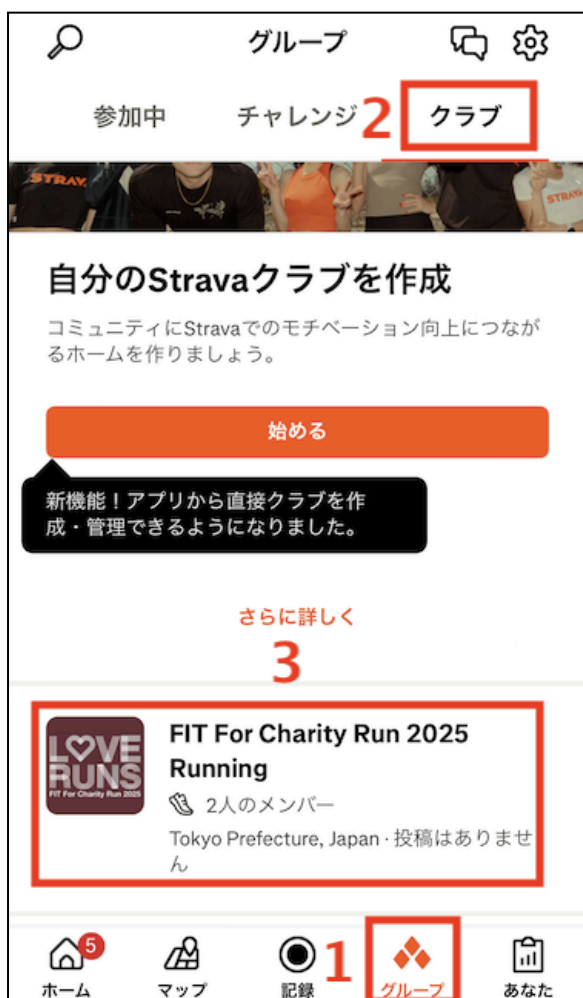 グループ
参加中 チャレンジ 2 クラブ
STRAV STRAV
自分のStravaクラブを作成
コミュニティにStravaでのモチベーション向上につなが
るホームを作りましょう。
始める
新機能！アプリから直接クラブを作
成・管理できるようになりました。
さらに詳しく
3
LOVE
RUNS
FIT For Charity Run 2025
FIT For Charity Run 2025
Running
2人のメンバー
Tokyo Prefecture, Japan · 投稿はありませ
ん
5
1
ホーム マップ 記録 グループ あなた